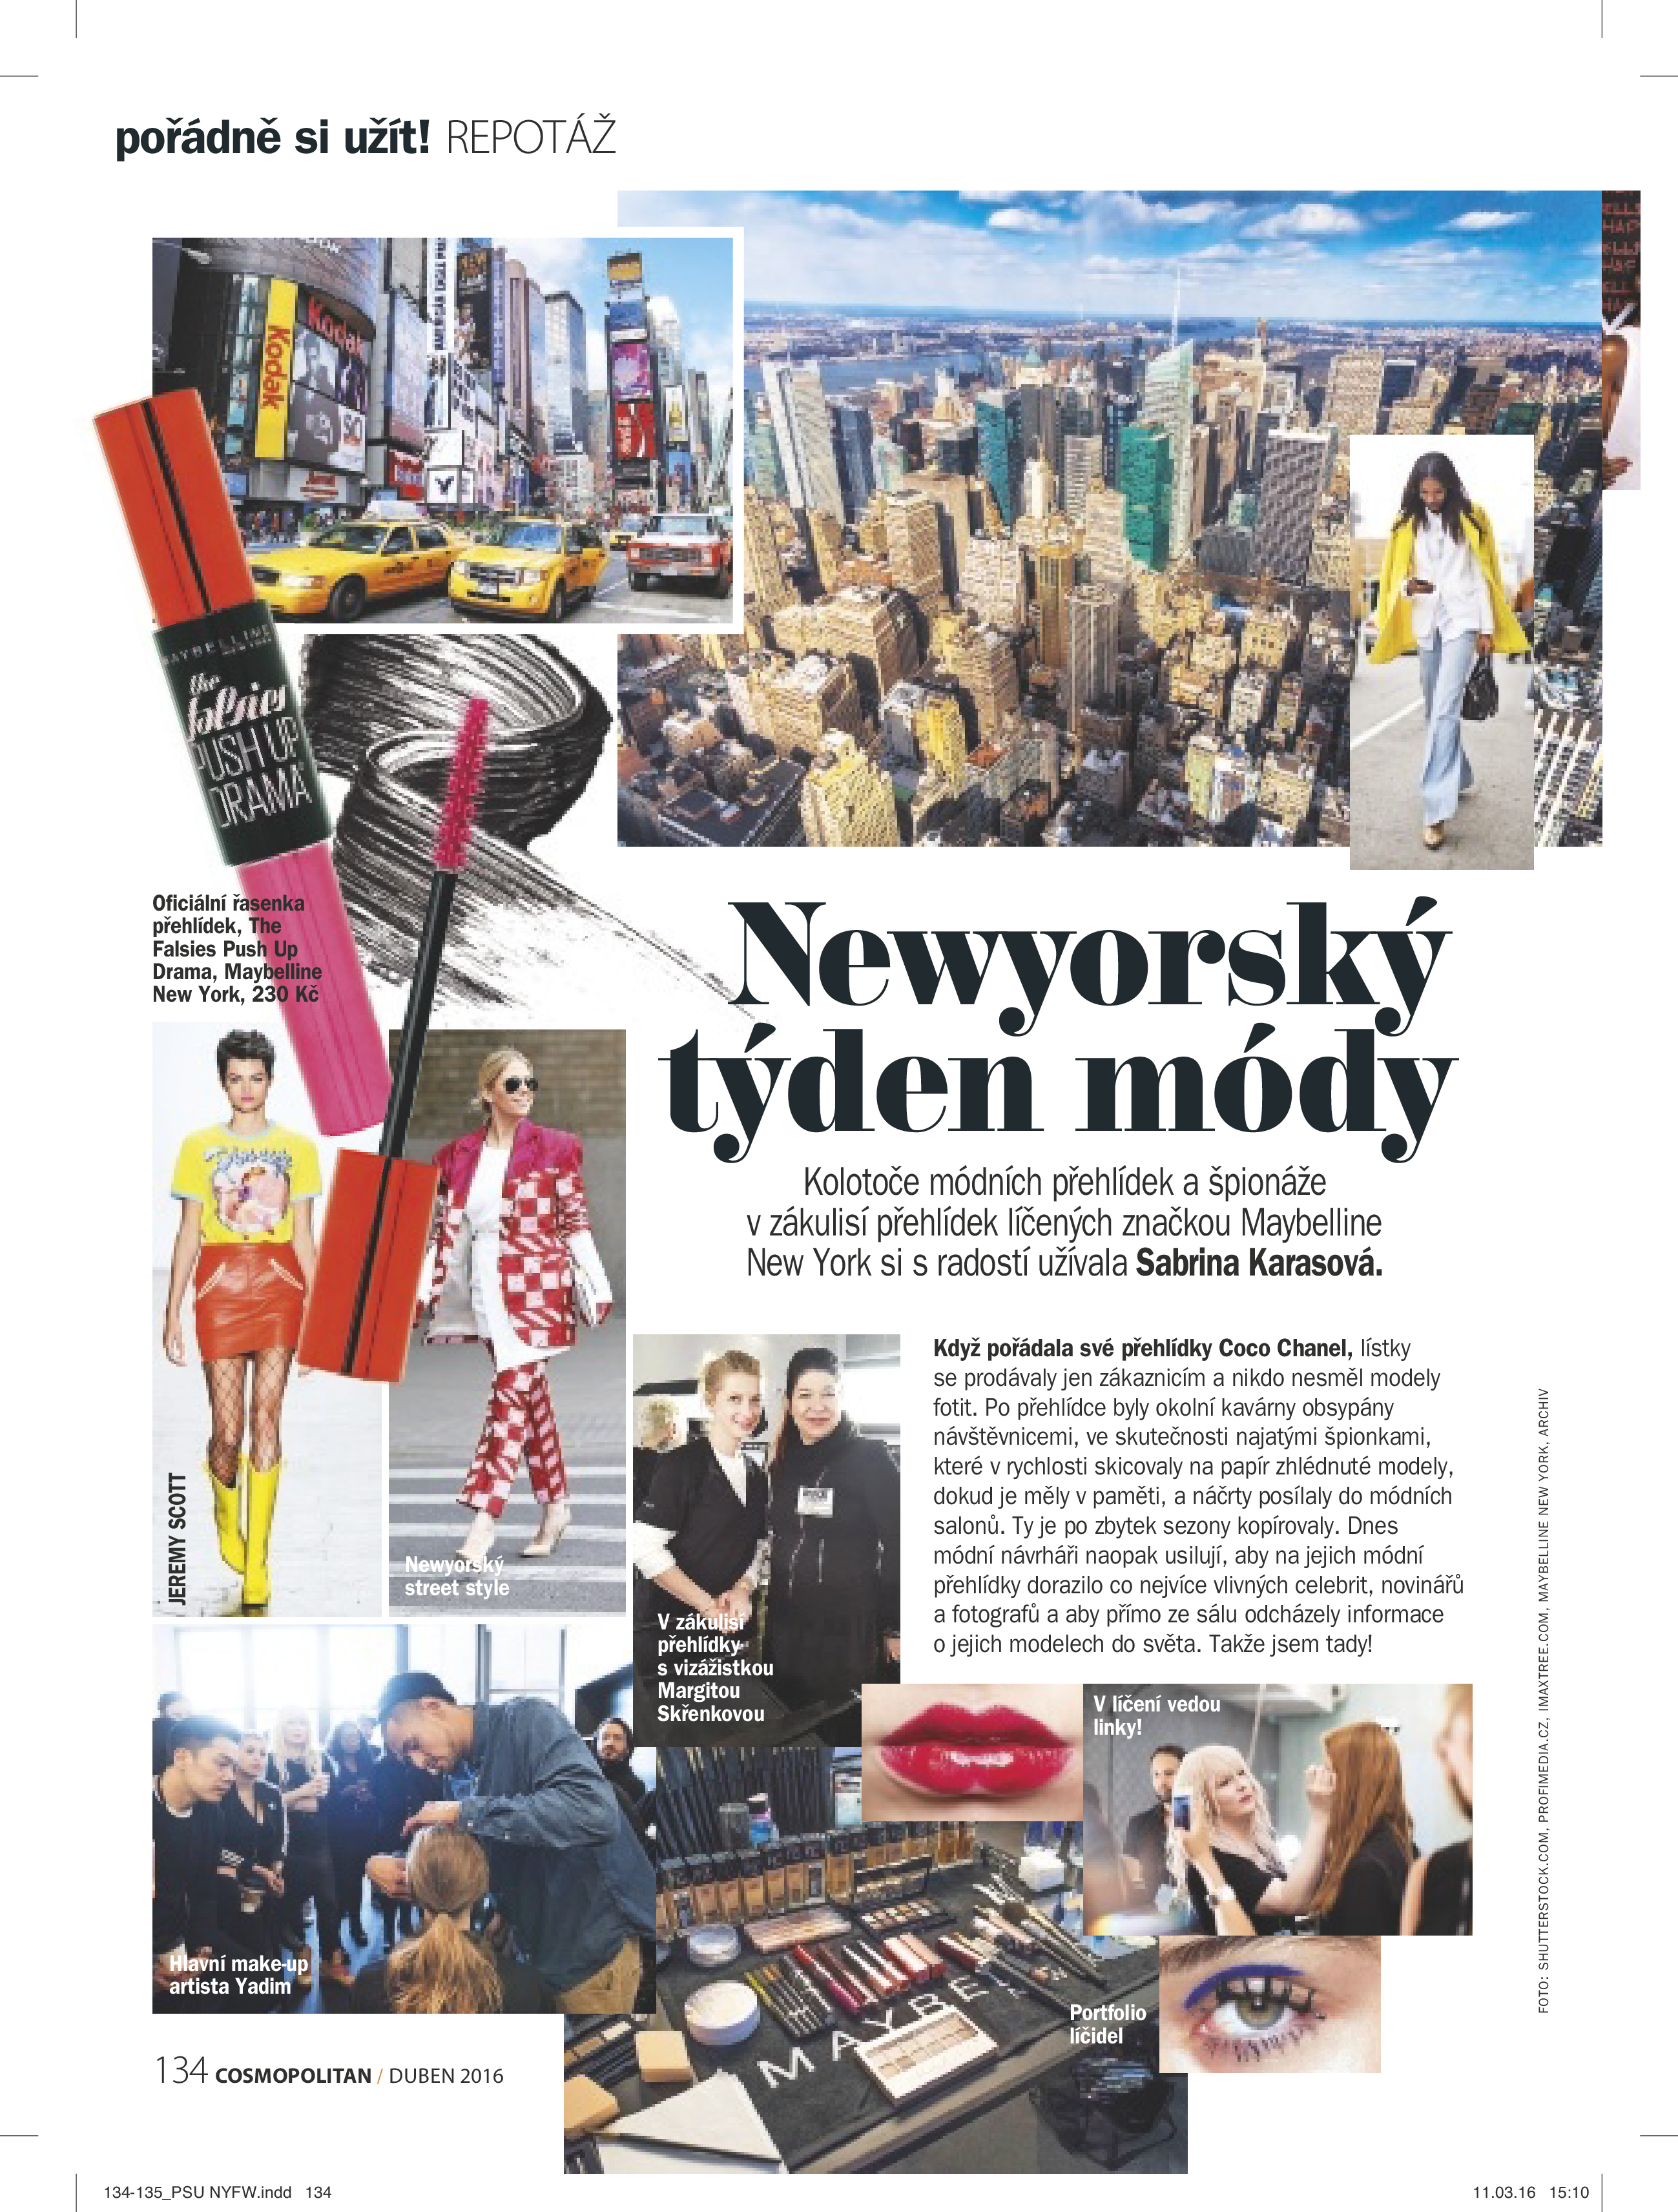 pořádně si užít! REPOTÁŽ
Kodak
Kodak
MAYBELLINE
the
falsies
PUSH UP
DRAMA
Oficiální řasenka
přehlídek, The
Falsies Push Up
Drama, Maybelline
New York, 230 Kč
Newyorský
týden módy
Kolotoče módních přehlídek a špionáže
v zákulisí přehlídek líčených značkou Maybelline
New York si s radostí užívala Sabrina Karasová.
JEREMY SCOTT
Newyorský
street style
V zákulisí
přehlídky
s vizážistkou
Margitou
Skřenkovou
Když pořádala své přehlídky Coco Chanel, lístky
se prodávaly jen zákaznicím a nikdo nesměl modely
fotit. Po přehlídce byly okolní kavárny obsypány
návštěvnicemi, ve skutečnosti najatými špionkami,
které v rychlosti skicovaly na papír zhlédnuté modely,
dokud je měly v paměti, a náčrty posílaly do módních
salonů. Ty je po zbytek sezony kopírovaly. Dnes
módní návrháři naopak usilují, aby na jejich módní
přehlídky dorazilo co nejvíce vlivných celebrit, novinářů
a fotografů a aby přímo ze sálu odcházely informace
o jejich modelech do světa. Takže jsem tady!
V líčení vedou
linky!
Hlavní make-up
artista Yadim
MAYBEL
Portfolio
líčidel
FOTO: SHUTTERSTOCK.COM, PROFIMEDIA.CZ, IMAXTREE.COM, MAYBELLINE NEW YORK, ARCHIV
134 COSMOPOLITAN / DUBEN 2016
134-135_PSU NYFW.indd 134
11.03.16 15:10